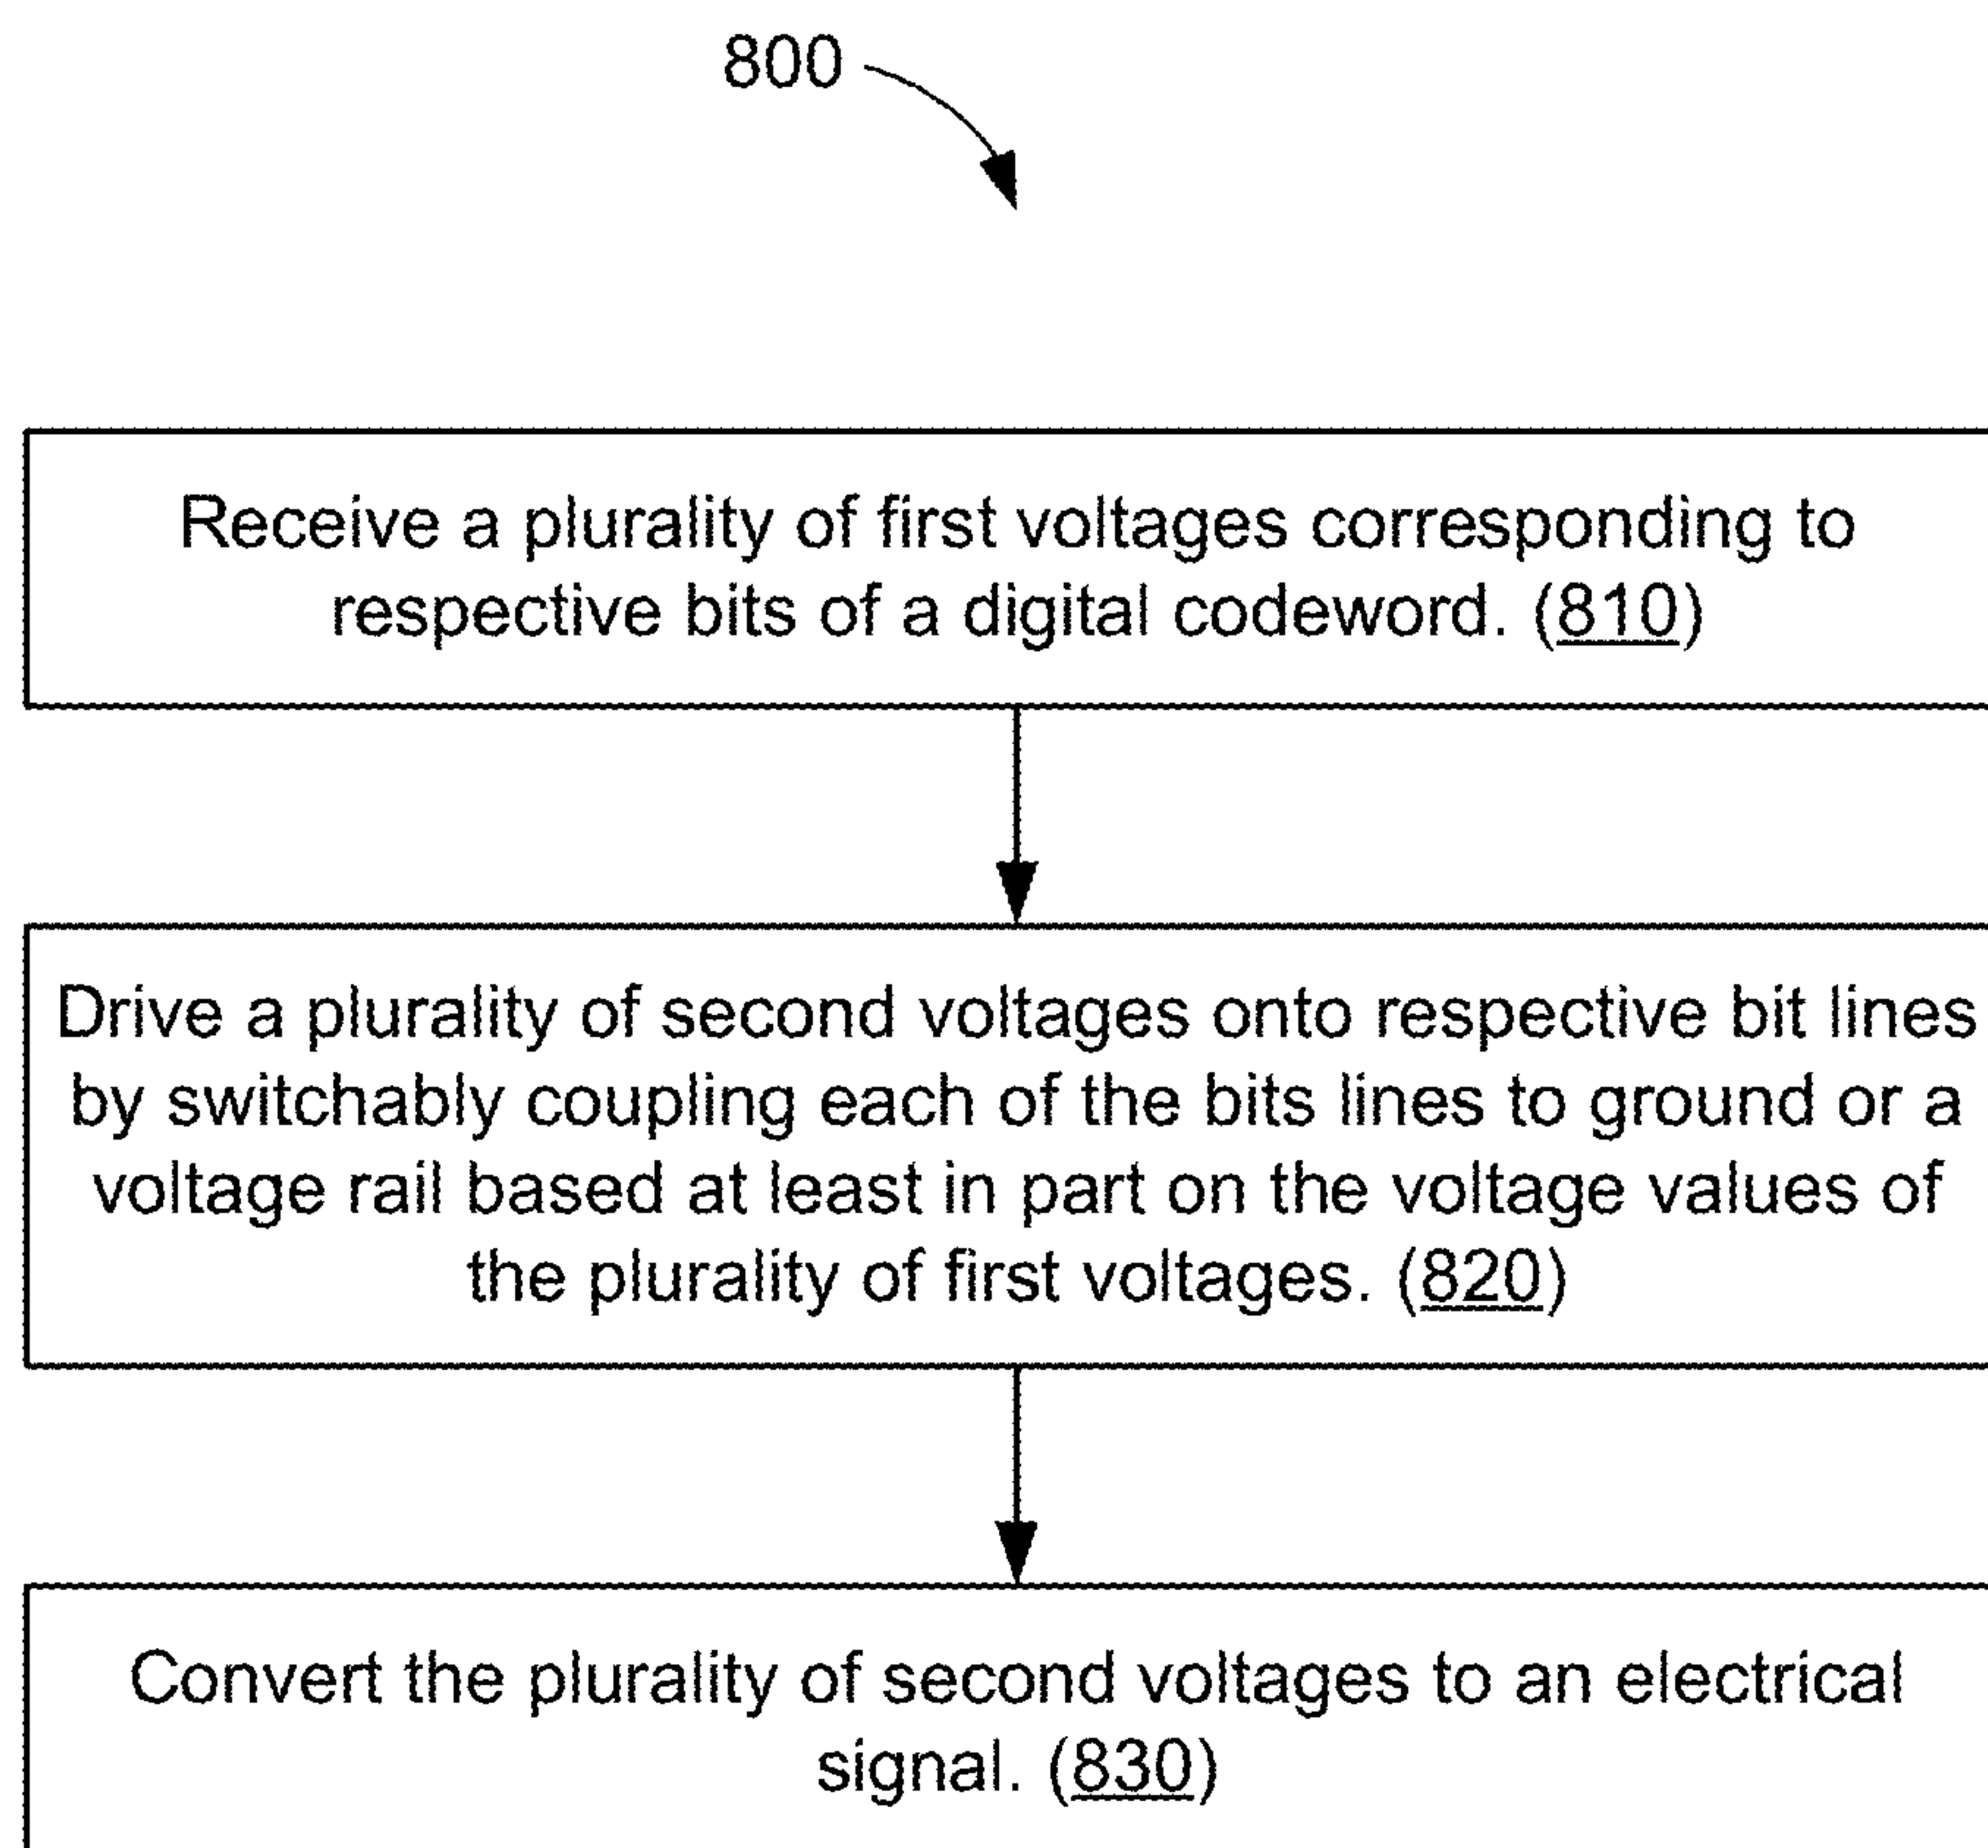 800
Receive a plurality of first voltages corresponding to
respective bits of a digital codeword. (810)
Drive a plurality of second voltages onto respective bit lines
by switchably coupling each of the bits lines to ground or a
voltage rail based at least in part on the voltage values of
the plurality of first voltages. (820)
Convert the plurality of second voltages to an electrical
signal. (830)